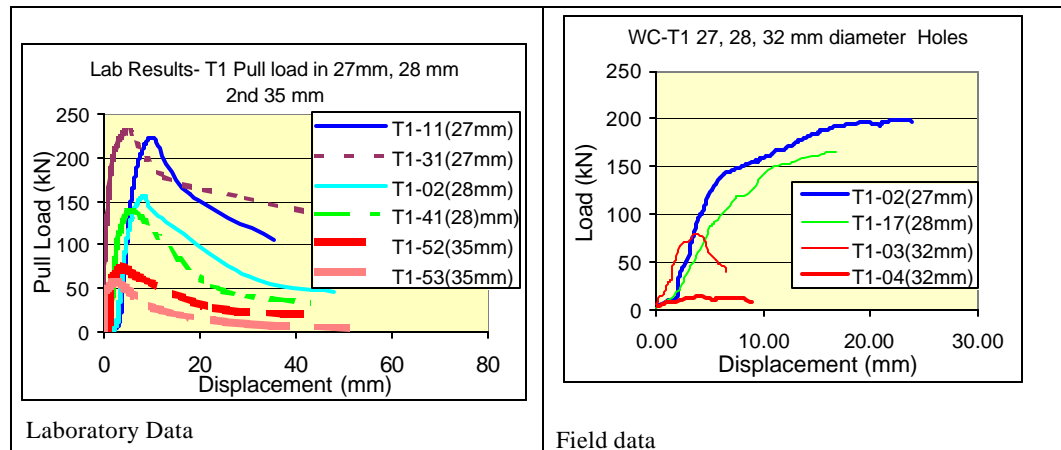 Lab Results- T1 Pull load in 27mm, 28 mm
2nd 35 mm
Pull Load (kN)
250
200
150
100
50
0
0 20 40 60 80
Displacement (mm)
T1-11(27mm)
T1-31(27mm)
T1-02(28mm)
T1-41(28)mm)
T1-52(35mm)
T1-53(35mm)
Laboratory Data
WC-T1 27, 28, 32 mm diameter Holes
Load (kN)
250
200
150
100
50
0
0.00 10.00 20.00 30.00
Displacement (mm)
T1-02(27mm)
T1-17(28mm)
T1-03(32mm)
T1-04(32mm)
Field data